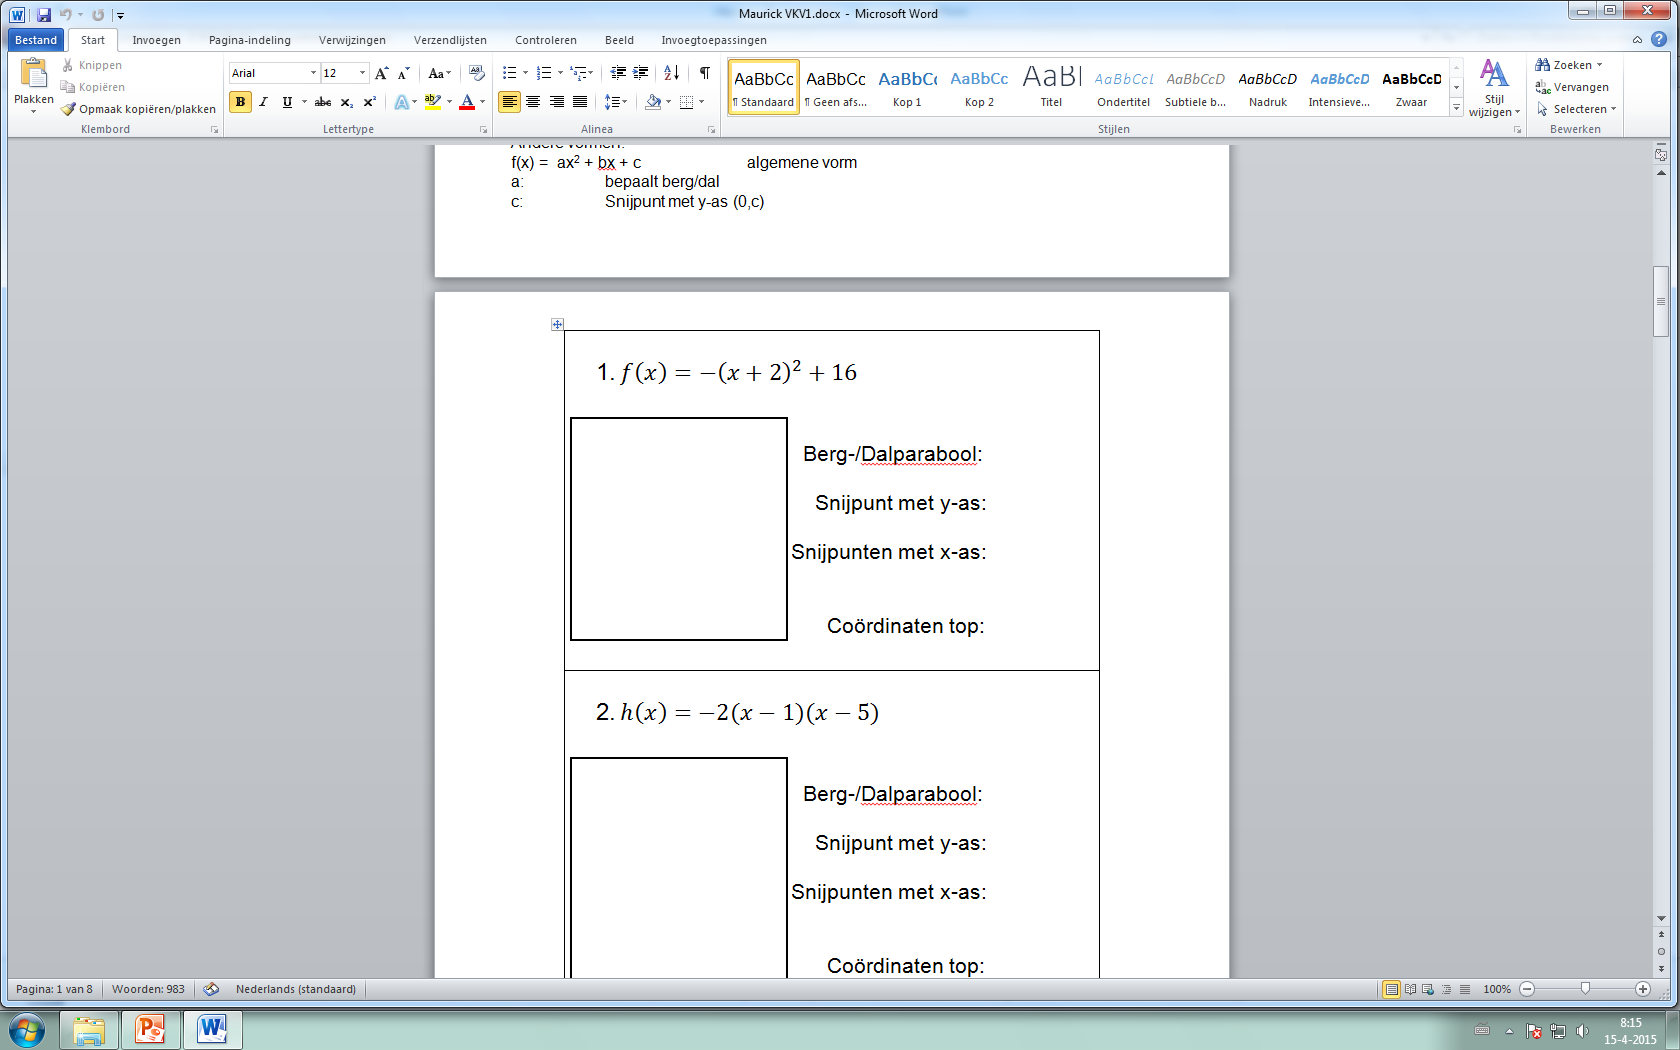 Maurick VKV1.docx - Microsoft Word
Bestand Start Invoegen Pagina-indeling Verwijzingen Verzendlijsten Controleren Beeld Invoegtoepassingen
Plakken
Knippen
Kopiëren
Opmaak kopiëren/plakken
Klembord
Arial 12
Lettertype
Alinea
AaBbCc AaBbCc AaBbC AaBbCc AaB AaBbCcL AaBbCcD AaBbCcD AaBbCcD AaBbCcD
¶ Standaard ¶ Geen afs... Kop 1 Kop 2 Titel Ondertitel Subtiele b... Nadruk Intensieve... Zwaar
Stijlen
Stijl wijzigen
Zoeken
Vervangen
Selecteren
Bewerken
Andere vormen:
f(x) = ax² + bx + c algemene vorm
a: bepaalt berg/dal
c: Snijpunt met y-as (0,c)
1. f(x) = −(x + 2)² + 16
Berg-/Dalparabool:
Snijpunt met y-as:
Snijpunten met x-as:
Coördinaten top:
2. h(x) = −2(x − 1)(x − 5)
Berg-/Dalparabool:
Snijpunt met y-as:
Snijpunten met x-as:
Coördinaten top:
Pagina: 1 van 8 Woorden: 983 Nederlands (standaard) 100%
8:15
15-4-2015